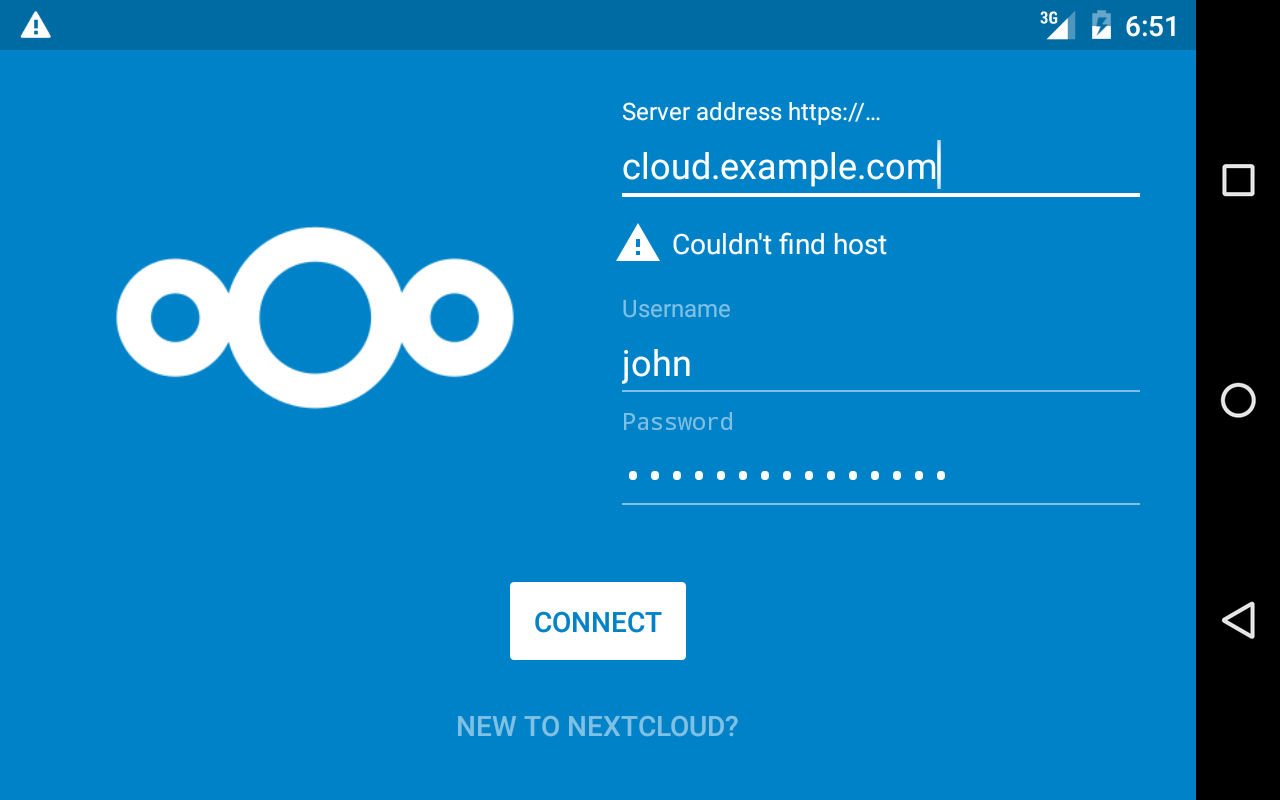 3G 6:51
Server address https://…
cloud.example.com
Couldn't find host
Username
john
Password
•••••••••••••••
CONNECT
NEW TO NEXTCLOUD?